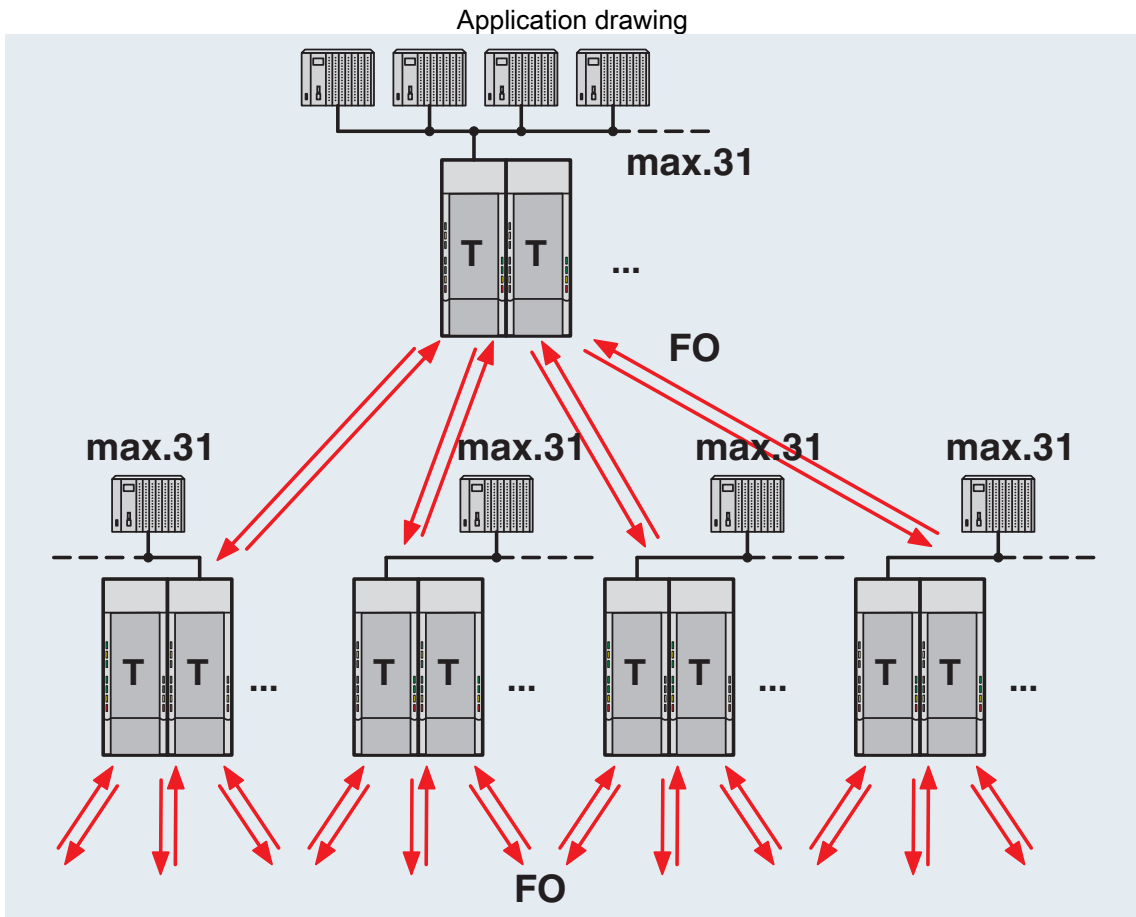 Application drawing
max.31
T T
...
FO
max.31 max.31 max.31 max.31
T T ... T T ... T T ... T T ...
FO